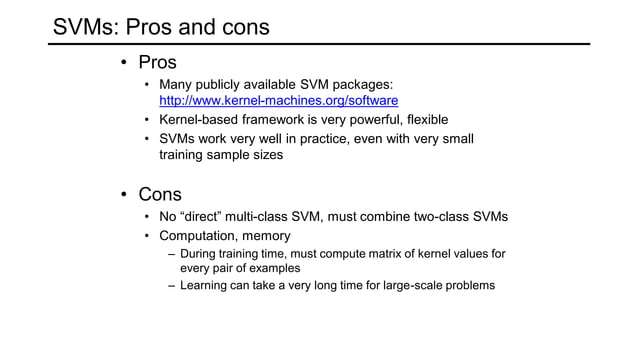 SVMs: Pros and cons
• Pros
• Many publicly available SVM packages:
http://www.kernel-machines.org/software
• Kernel-based framework is very powerful, flexible
• SVMs work very well in practice, even with very small
training sample sizes
• Cons
• No “direct” multi-class SVM, must combine two-class SVMs
• Computation, memory
– During training time, must compute matrix of kernel values for
every pair of examples
– Learning can take a very long time for large-scale problems